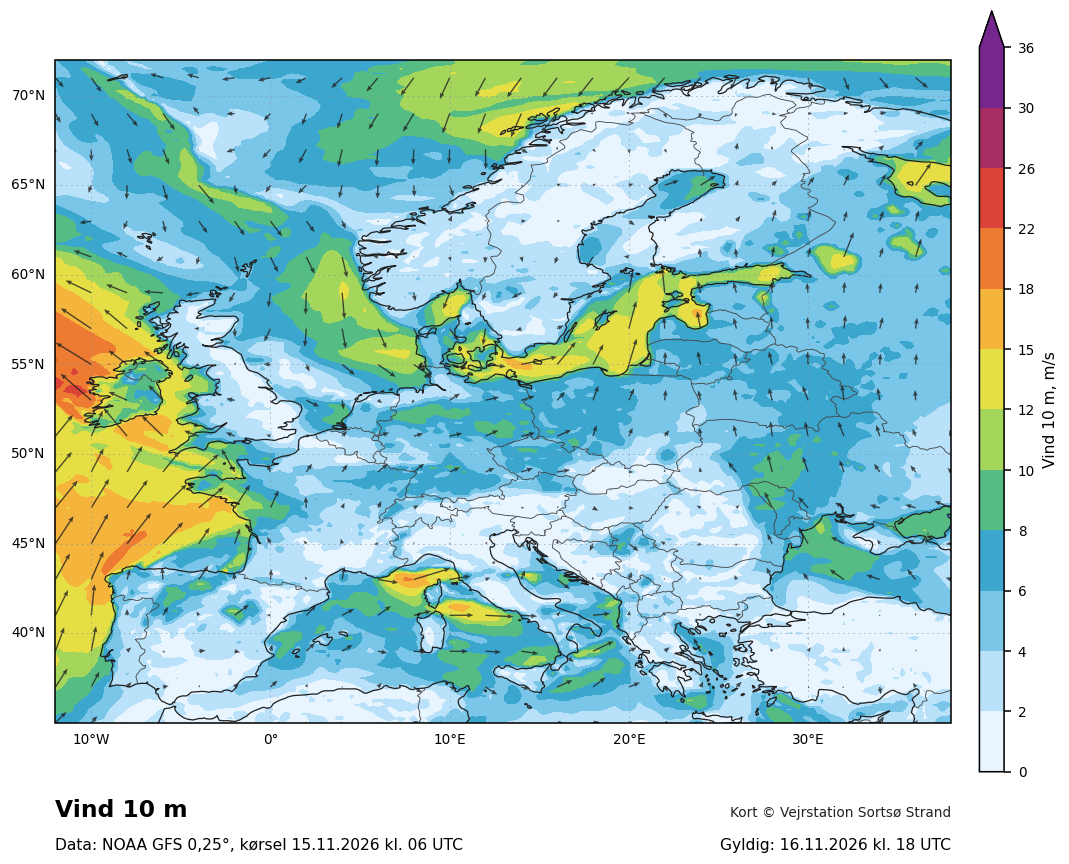 36
30
26
22
18
15
12
10
8
6
4
2
0
Vind 10 m, m/s
70°N
65°N
60°N
55°N
50°N
45°N
40°N
10°W
0°
10°E
20°E
30°E
Vind 10 m
Kort © Vejrstation Sortsø Strand
Data: NOAA GFS 0,25°, kørsel 15.11.2026 kl. 06 UTC
Gyldig: 16.11.2026 kl. 18 UTC